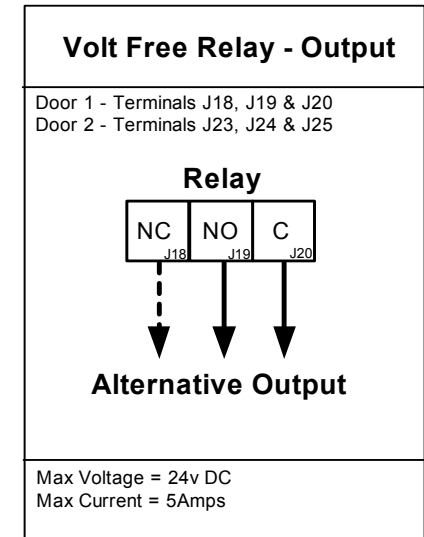 Volt Free Relay - Output
Door 1 - Terminals J18, J19 & J20
Door 2 - Terminals J23, J24 & J25
Relay
NC NO C
J18 J19 J20
Alternative Output
Max Voltage = 24v DC
Max Current = 5Amps